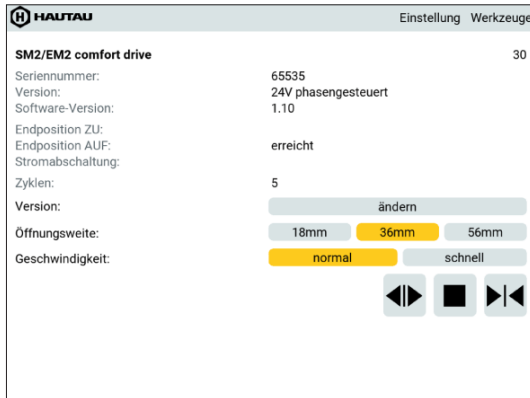 HAUTAU Einstellung Werkzeuge
SM2/EM2 comfort drive 30
Seriennummer: 65535
Version: 24V phasengesteuert
Software-Version: 1.10
Endposition ZU:
Endposition AUF: erreicht
Stromabschaltung:
Zyklen: 5
Version: ändern
Öffnungsweite: 18mm 36mm 56mm
Geschwindigkeit: normal schnell